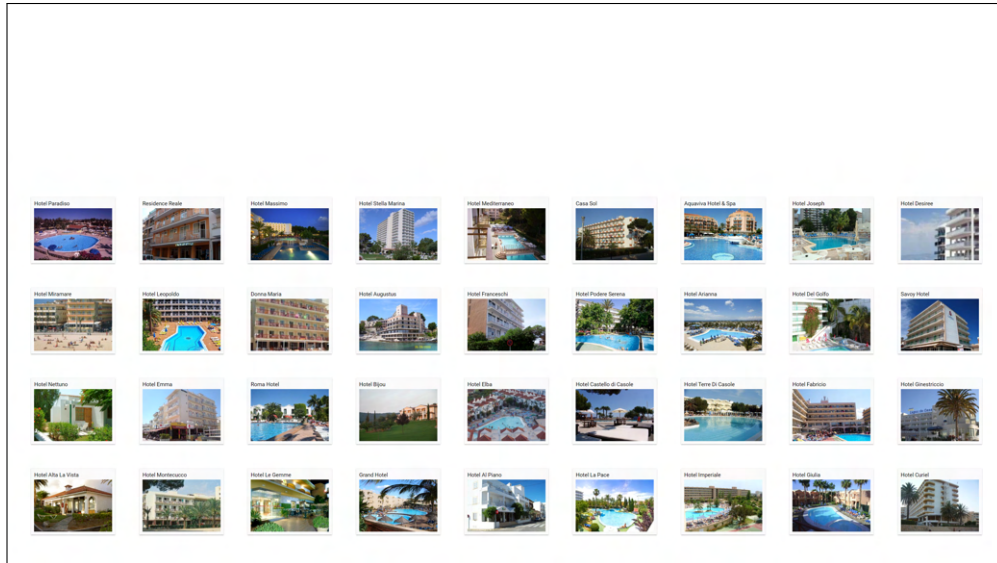 Hotel Paradiso
Residence Reale
Hotel Massimo
Hotel Stella Marina
Hotel Mediterraneo
Casa Sol
Aquaviva Hotel & Spa
Hotel Joseph
Hotel Desiree
Hotel Miramare
Hotel Leopoldo
Donna Maria
Hotel Augustus
Hotel Franceschi
Hotel Podere Serena
Hotel Arianna
Hotel Del Golfo
Savoy Hotel
Hotel Nettuno
Hotel Emma
Roma Hotel
Hotel Bijou
Hotel Elba
Hotel Castello di Casole
Hotel Terre Di Casole
Hotel Fabricio
Hotel Ginestriccio
Hotel Alta La Vista
Hotel Montecucco
Hotel Le Gemme
Grand Hotel
Hotel Al Piano
Hotel La Pace
Hotel Imperiale
Hotel Giulia
Hotel Curiel